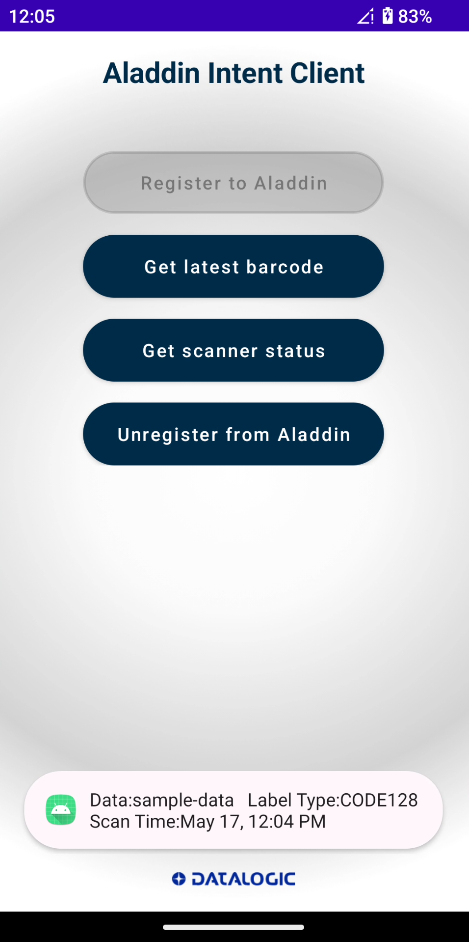 12:05 83%
Aladdin Intent Client
Register to Aladdin
Get latest barcode
Get scanner status
Unregister from Aladdin
Data:sample-data Label Type:CODE128
Scan Time:May 17, 12:04 PM
DATALOGIC